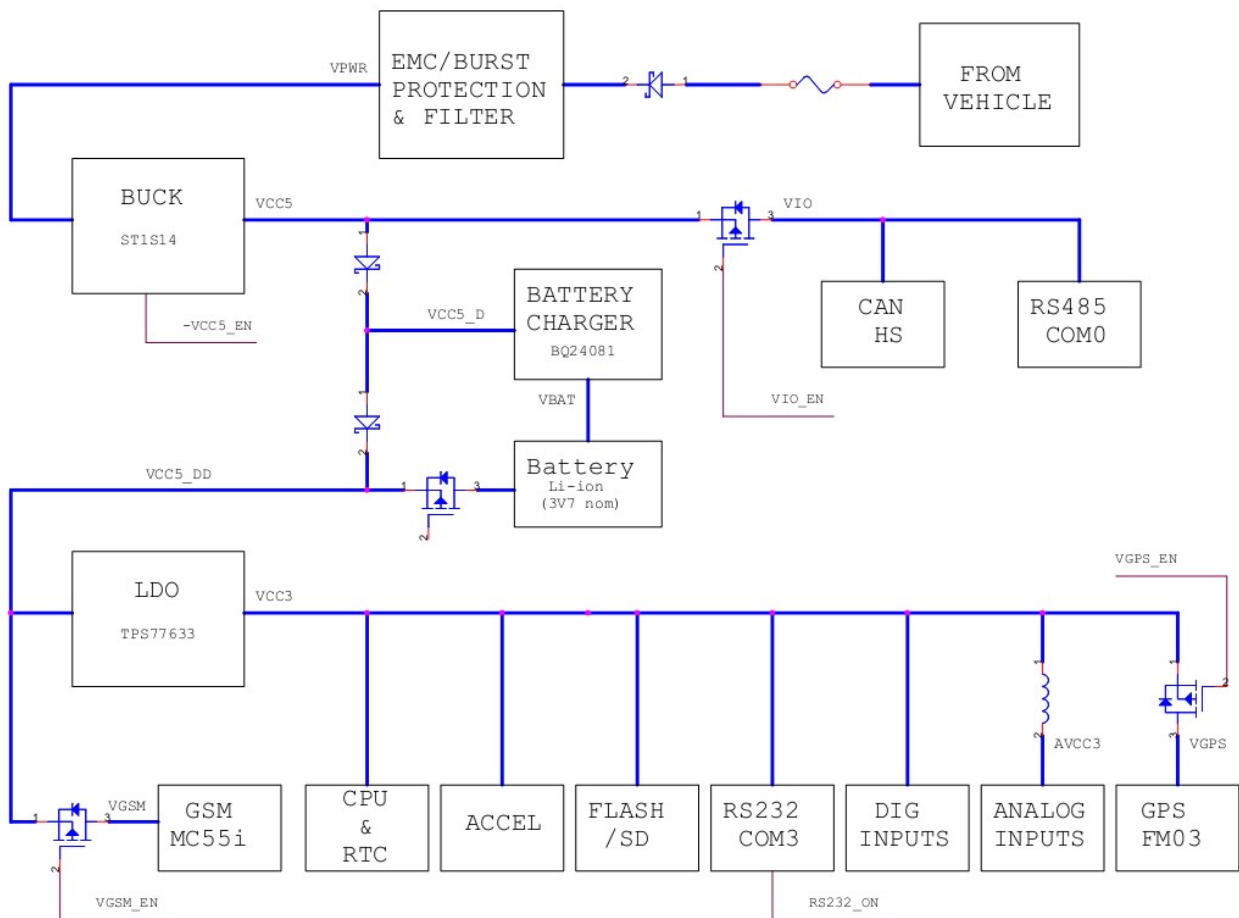 VPWR
EMC/BURST
PROTECTION
& FILTER
2
1
FROM
VEHICLE
BUCK
ST1S14
VCC5
-VCC5_EN
1
2
VCC5_D
BATTERY
CHARGER
BQ24081
VBAT
1
3
2
VIO
VIO_EN
CAN
HS
RS485
COM0
1
2
VCC5_DD
1
3
2
Battery
Li-ion
(3V7 nom)
LDO
TPS77633
VCC3
VGPS_EN
1
2
3
VGPS
1
2
AVCC3
1
3
2
VGSM
VGSM_EN
GSM
MC55i
CPU
&
RTC
ACCEL
FLASH
/SD
RS232
COM3
RS232_ON
DIG
INPUTS
ANALOG
INPUTS
GPS
FM03